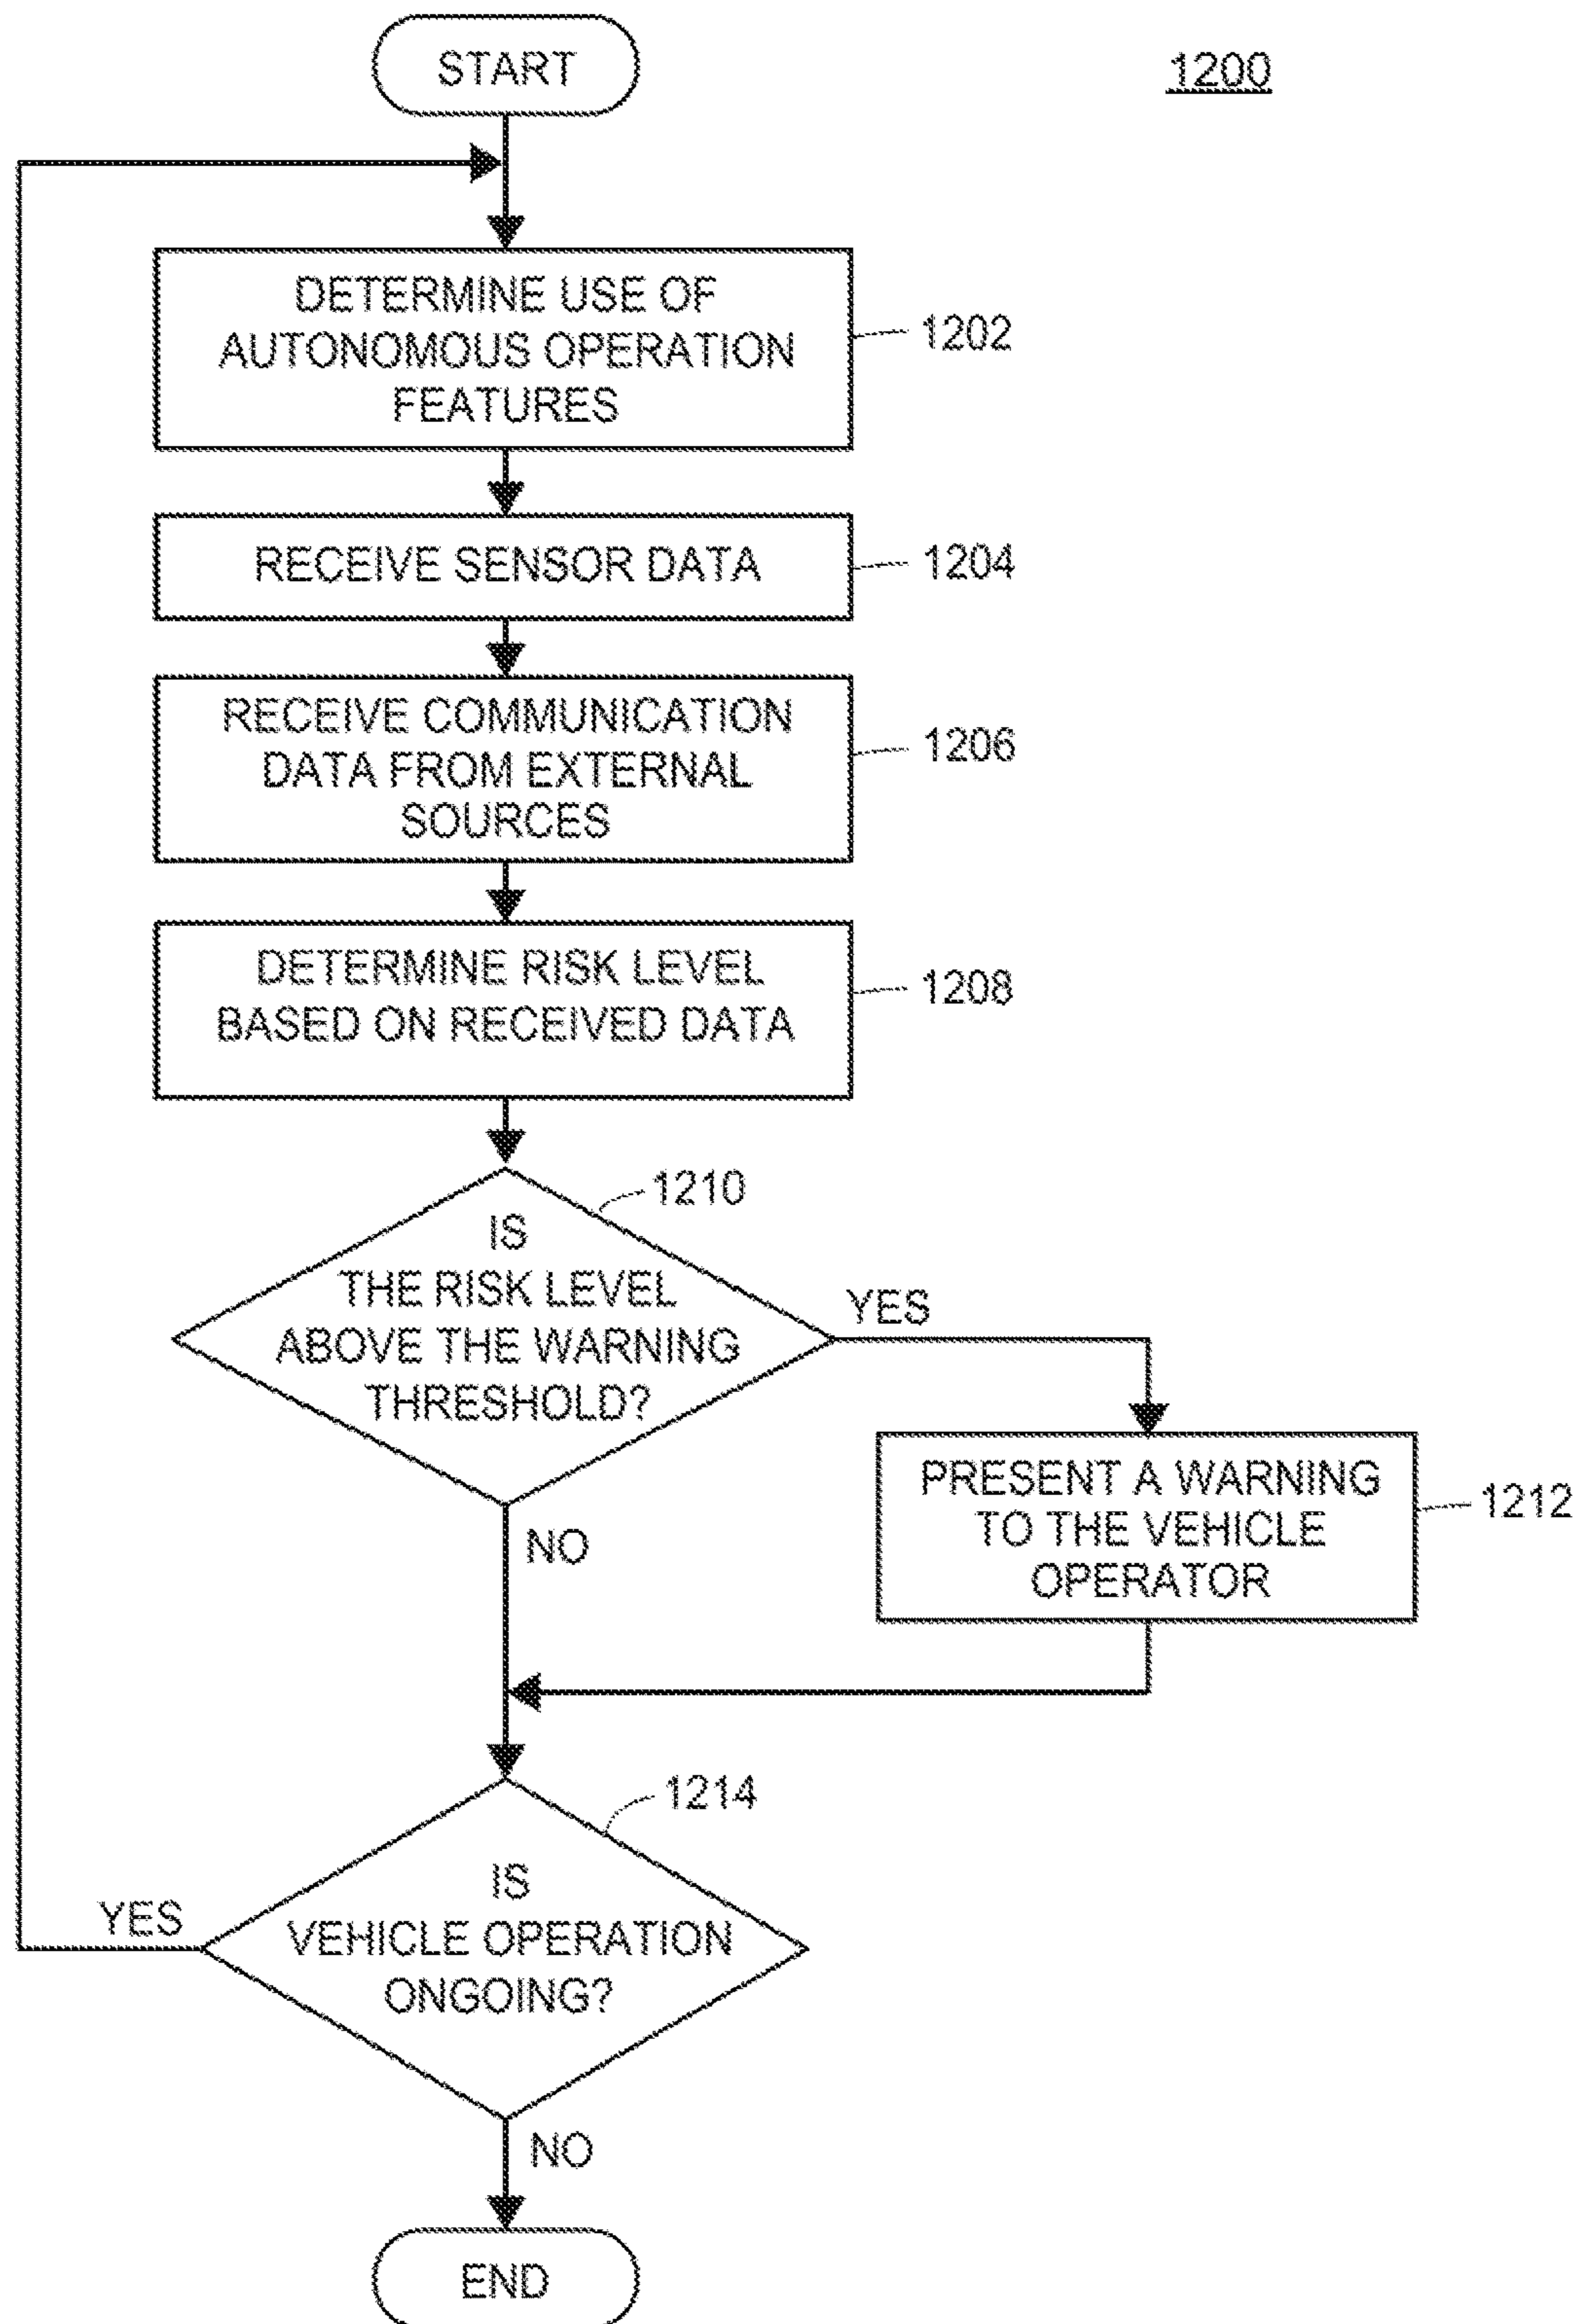 START
1200
DETERMINE USE OF
AUTONOMOUS OPERATION
FEATURES
1202
RECEIVE SENSOR DATA
1204
RECEIVE COMMUNICATION
DATA FROM EXTERNAL
SOURCES
1206
DETERMINE RISK LEVEL
BASED ON RECEIVED DATA
1208
1210
IS
THE RISK LEVEL
ABOVE THE WARNING
THRESHOLD?
YES
NO
PRESENT A WARNING
TO THE VEHICLE
OPERATOR
1212
1214
IS
VEHICLE OPERATION
ONGOING?
YES
NO
END